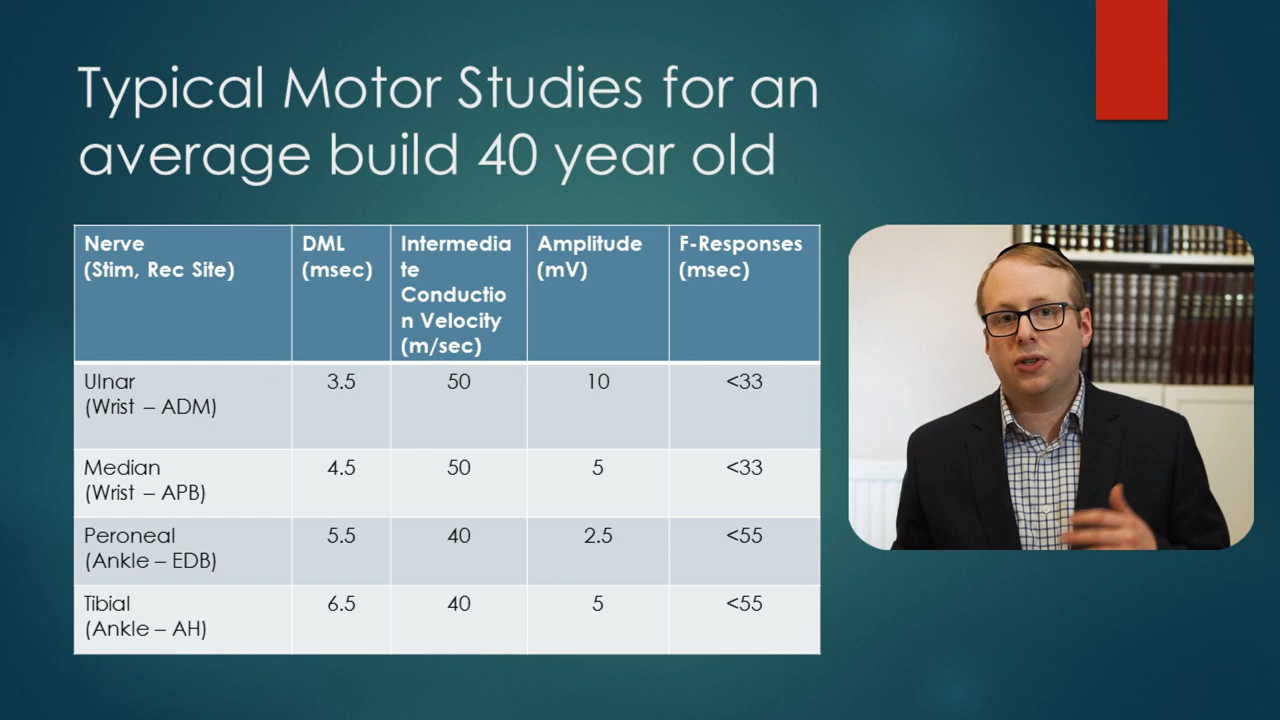 Typical Motor Studies for an
average build 40 year old
Nerve
(Stim, Rec Site)
DML
(msec)
Intermedia
te
Conductio
n Velocity
(m/sec)
Amplitude
(mV)
F-Responses
(msec)
Ulnar
(Wrist – ADM)
3.5
50
10
<33
Median
(Wrist – APB)
4.5
50
5
<33
Peroneal
(Ankle – EDB)
5.5
40
2.5
<55
Tibial
(Ankle – AH)
6.5
40
5
<55